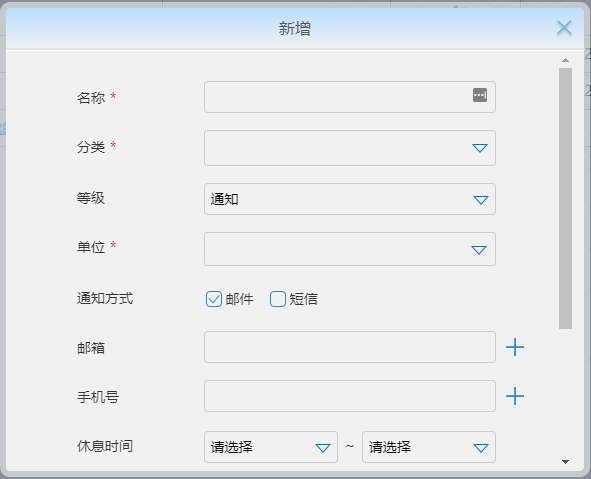 新增
名称 *
分类 *
等级 通知
单位 *
通知方式 邮件 短信
邮箱
手机号
休息时间 请选择 ~ 请选择